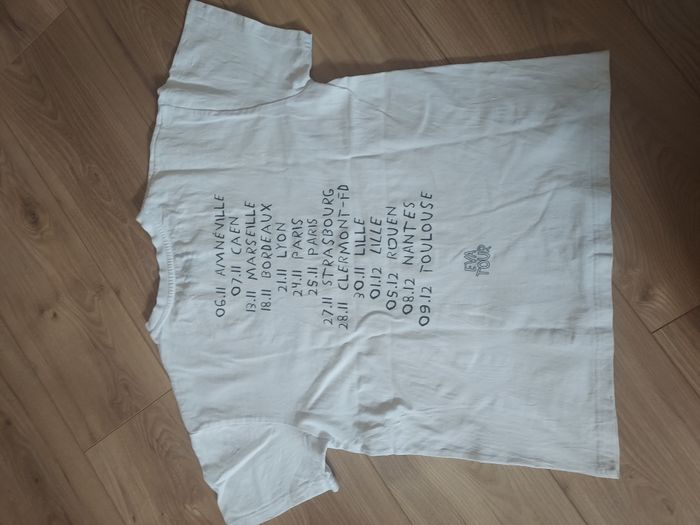 06.11 AMNÉVILLE
07.11 CAEN
13.11 MARSEILLE
18.11 BORDEAUX
21.11 LYON
24.11 PARIS
25.11 PARIS
27.11 STRASBOURG
28.11 CLERMONT-FD
30.11 LILLE
01.12 LILLE
05.12 ROUEN
08.12 NANTES
09.12 TOULOUSE
EVA
TOUR